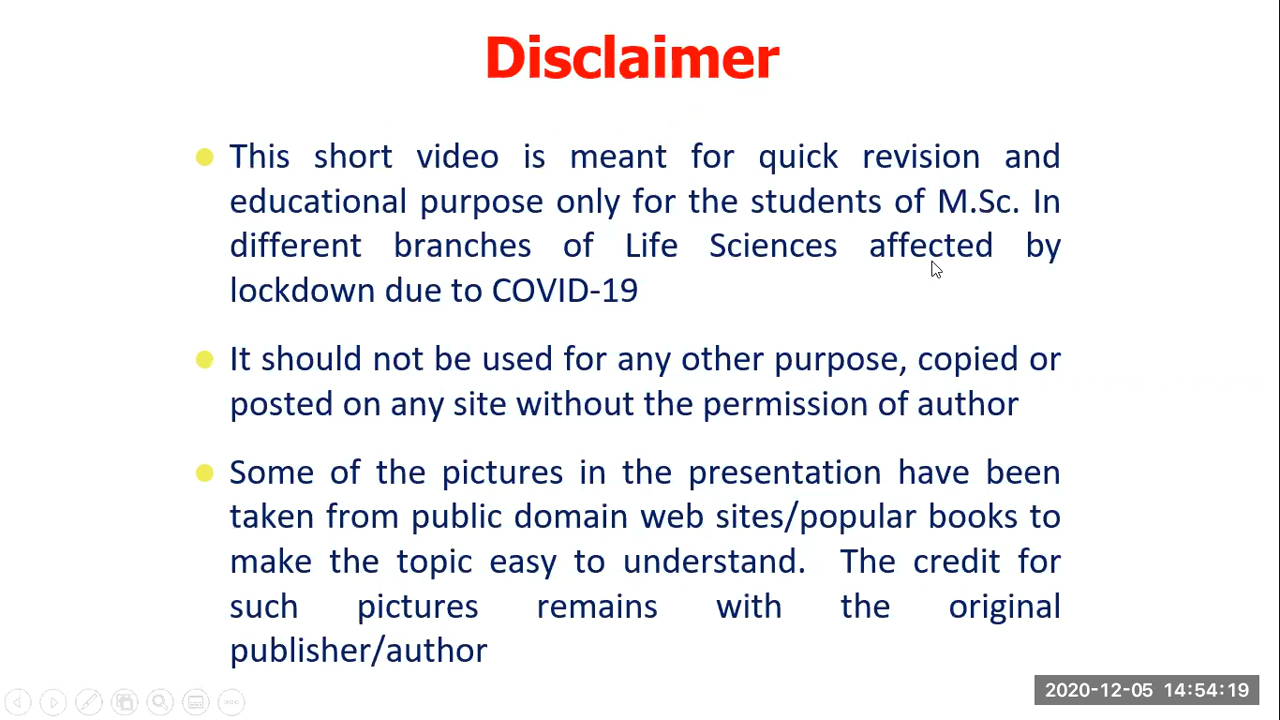 Disclaimer
This short video is meant for quick revision and
educational purpose only for the students of M.Sc. In
different branches of Life Sciences affected by
lockdown due to COVID-19
It should not be used for any other purpose, copied or
posted on any site without the permission of author
Some of the pictures in the presentation have been
taken from public domain web sites/popular books to
make the topic easy to understand. The credit for
such pictures remains with the original
publisher/author
2020-12-05 14:54:19